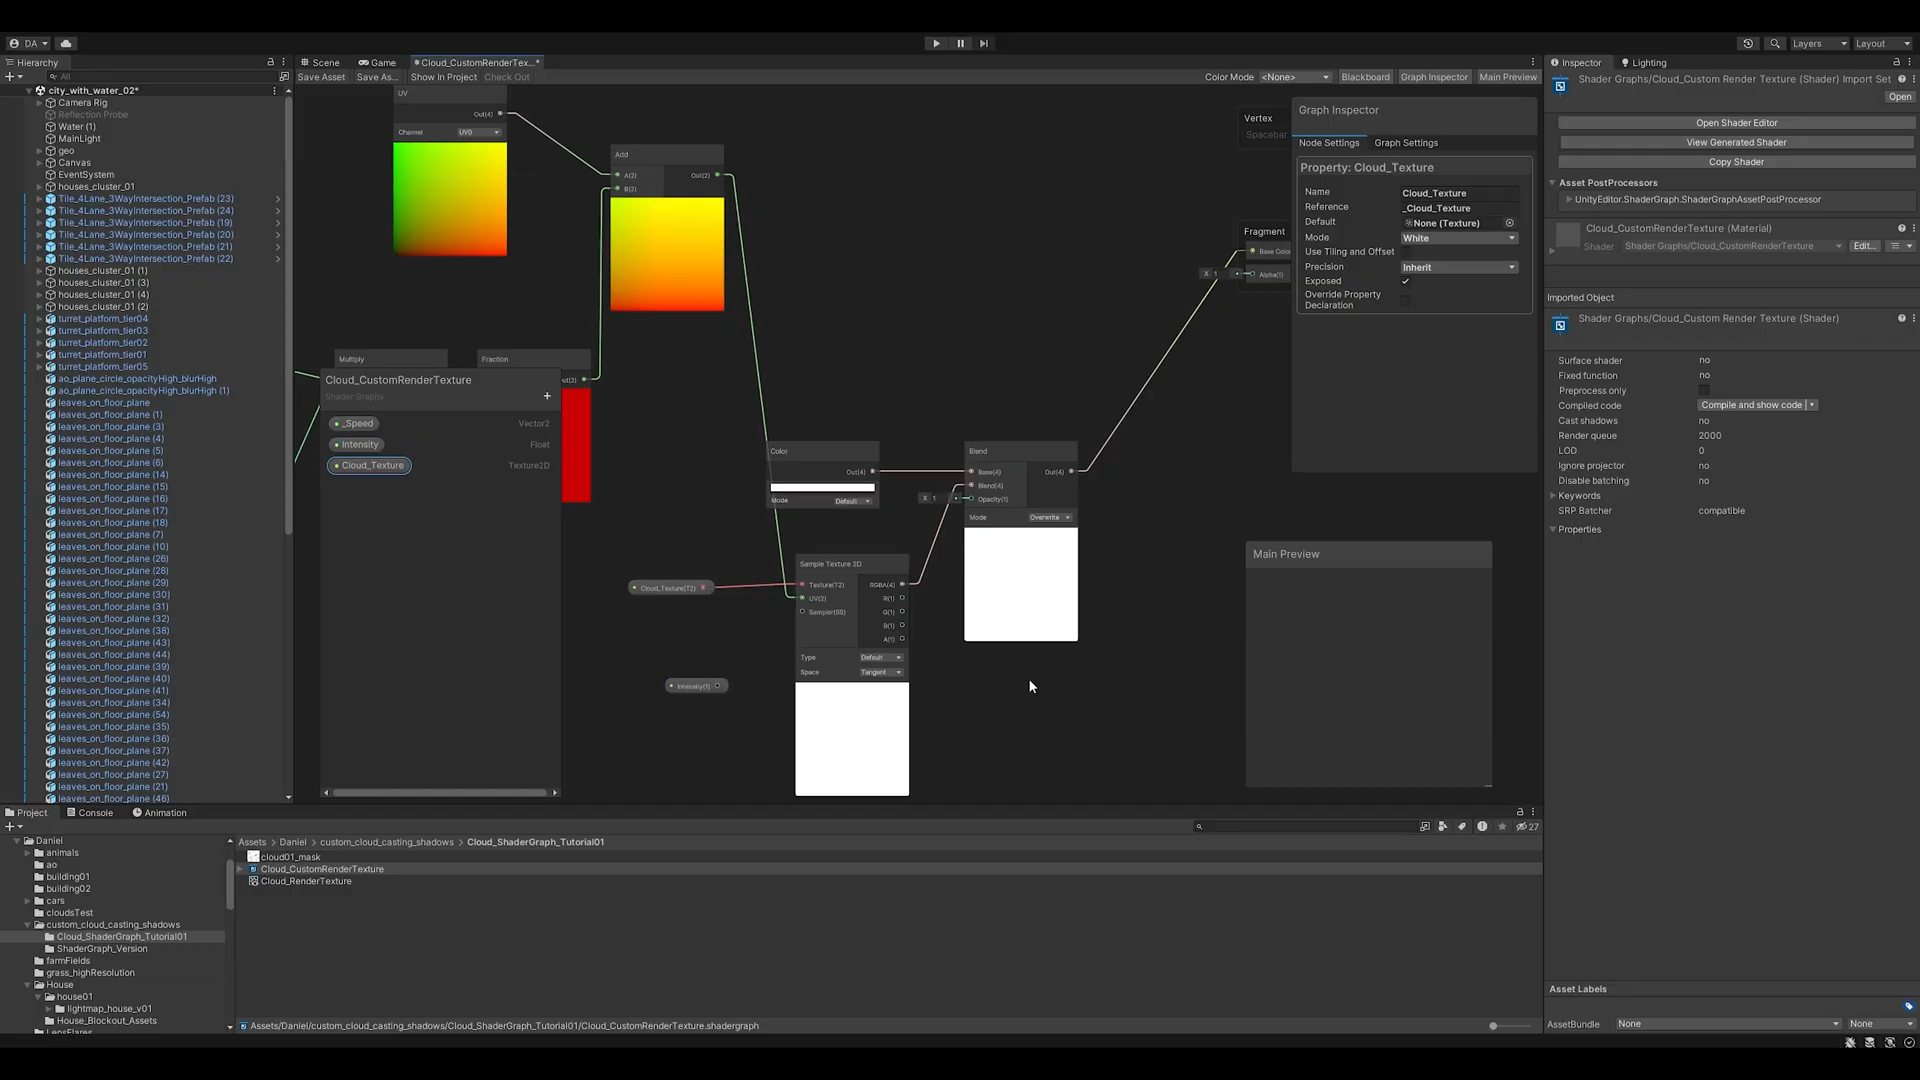 DA
Layers
Layout
Hierarchy
Scene
Game
Cloud_CustomRenderTex...*
Inspector
Lighting
All
Save Asset
Save As...
Show In Project
Check Out
Color Mode
<None>
Blackboard
Graph Inspector
Main Preview
Shader Graphs/Cloud_Custom Render Texture (Shader) Import Set
Open
Open Shader Editor
View Generated Shader
Copy Shader
Asset PostProcessors
UnityEditor.ShaderGraph.ShaderGraphAssetPostProcessor
Cloud_CustomRenderTexture (Material)
Shader
Shader Graphs/Cloud_CustomRenderTexture
Edit...
Imported Object
Shader Graphs/Cloud_Custom Render Texture (Shader)
Surface shader no
Fixed function no
Preprocess only
Compiled code Compile and show code
Cast shadows no
Render queue 2000
LOD 0
Ignore projector no
Disable batching no
Keywords
SRP Batcher compatible
Properties
Asset Labels
AssetBundle None None
city_with_water_02*
Camera Rig
Reflection Probe
Water (1)
MainLight
geo
Canvas
EventSystem
houses_cluster_01
Tile_4Lane_3WayIntersection_Prefab (23)
Tile_4Lane_3WayIntersection_Prefab (24)
Tile_4Lane_3WayIntersection_Prefab (19)
Tile_4Lane_3WayIntersection_Prefab (20)
Tile_4Lane_3WayIntersection_Prefab (21)
Tile_4Lane_3WayIntersection_Prefab (22)
houses_cluster_01 (1)
houses_cluster_01 (3)
houses_cluster_01 (4)
houses_cluster_01 (2)
turret_platform_tier04
turret_platform_tier03
turret_platform_tier02
turret_platform_tier01
turret_platform_tier05
ao_plane_circle_opacityHigh_blurHigh
ao_plane_circle_opacityHigh_blurHigh (1)
leaves_on_floor_plane
leaves_on_floor_plane (1)
leaves_on_floor_plane (3)
leaves_on_floor_plane (4)
leaves_on_floor_plane (2)
leaves_on_floor_plane (5)
leaves_on_floor_plane (6)
leaves_on_floor_plane (14)
leaves_on_floor_plane (15)
leaves_on_floor_plane (16)
leaves_on_floor_plane (17)
leaves_on_floor_plane (18)
leaves_on_floor_plane (7)
leaves_on_floor_plane (10)
leaves_on_floor_plane (26)
leaves_on_floor_plane (28)
leaves_on_floor_plane (29)
leaves_on_floor_plane (30)
leaves_on_floor_plane (31)
leaves_on_floor_plane (32)
leaves_on_floor_plane (38)
leaves_on_floor_plane (43)
leaves_on_floor_plane (44)
leaves_on_floor_plane (39)
leaves_on_floor_plane (40)
leaves_on_floor_plane (41)
leaves_on_floor_plane (34)
leaves_on_floor_plane (54)
leaves_on_floor_plane (35)
leaves_on_floor_plane (36)
leaves_on_floor_plane (37)
leaves_on_floor_plane (42)
leaves_on_floor_plane (27)
leaves_on_floor_plane (21)
leaves_on_floor_plane (46)
UV
Out(4)
Channel UV0
Add
A(2) Out(2)
B(2)
Multiply
Fraction
Cloud_CustomRenderTexture
Shader Graphs
_Speed Vector2
Intensity Float
Cloud_Texture Texture2D
Color
Out(4)
Mode Default
Blend
Base(4) Out(4)
Blend(4)
X 1 Opacity(1)
Mode Overwrite
Cloud_Texture(T2)
Intensity(1)
Sample Texture 2D
Texture(T2) RGBA(4)
UV(2) R(1)
Sampler(SS) G(1)
B(1)
A(1)
Type Default
Space Tangent
Vertex
Spacebar
Fragment
Base Color
X 1 Alpha(1)
Graph Inspector
Node Settings Graph Settings
Property: Cloud_Texture
Name Cloud_Texture
Reference _Cloud_Texture
Default None (Texture)
Mode White
Use Tiling and Offset
Precision Inherit
Exposed
Override Property
Declaration
Main Preview
Project
Console
Animation
27
Daniel
animals
ao
building01
building02
cars
cloudsTest
custom_cloud_casting_shadows
Cloud_ShaderGraph_Tutorial01
ShaderGraph_Version
farmFields
grass_highResolution
House
house01
lightmap_house_v01
House_Blockout_Assets
Assets
Daniel
custom_cloud_casting_shadows
Cloud_ShaderGraph_Tutorial01
cloud01_mask
Cloud_CustomRenderTexture
Cloud_RenderTexture
Assets/Daniel/custom_cloud_casting_shadows/Cloud_ShaderGraph_Tutorial01/Cloud_CustomRenderTexture.shadergraph